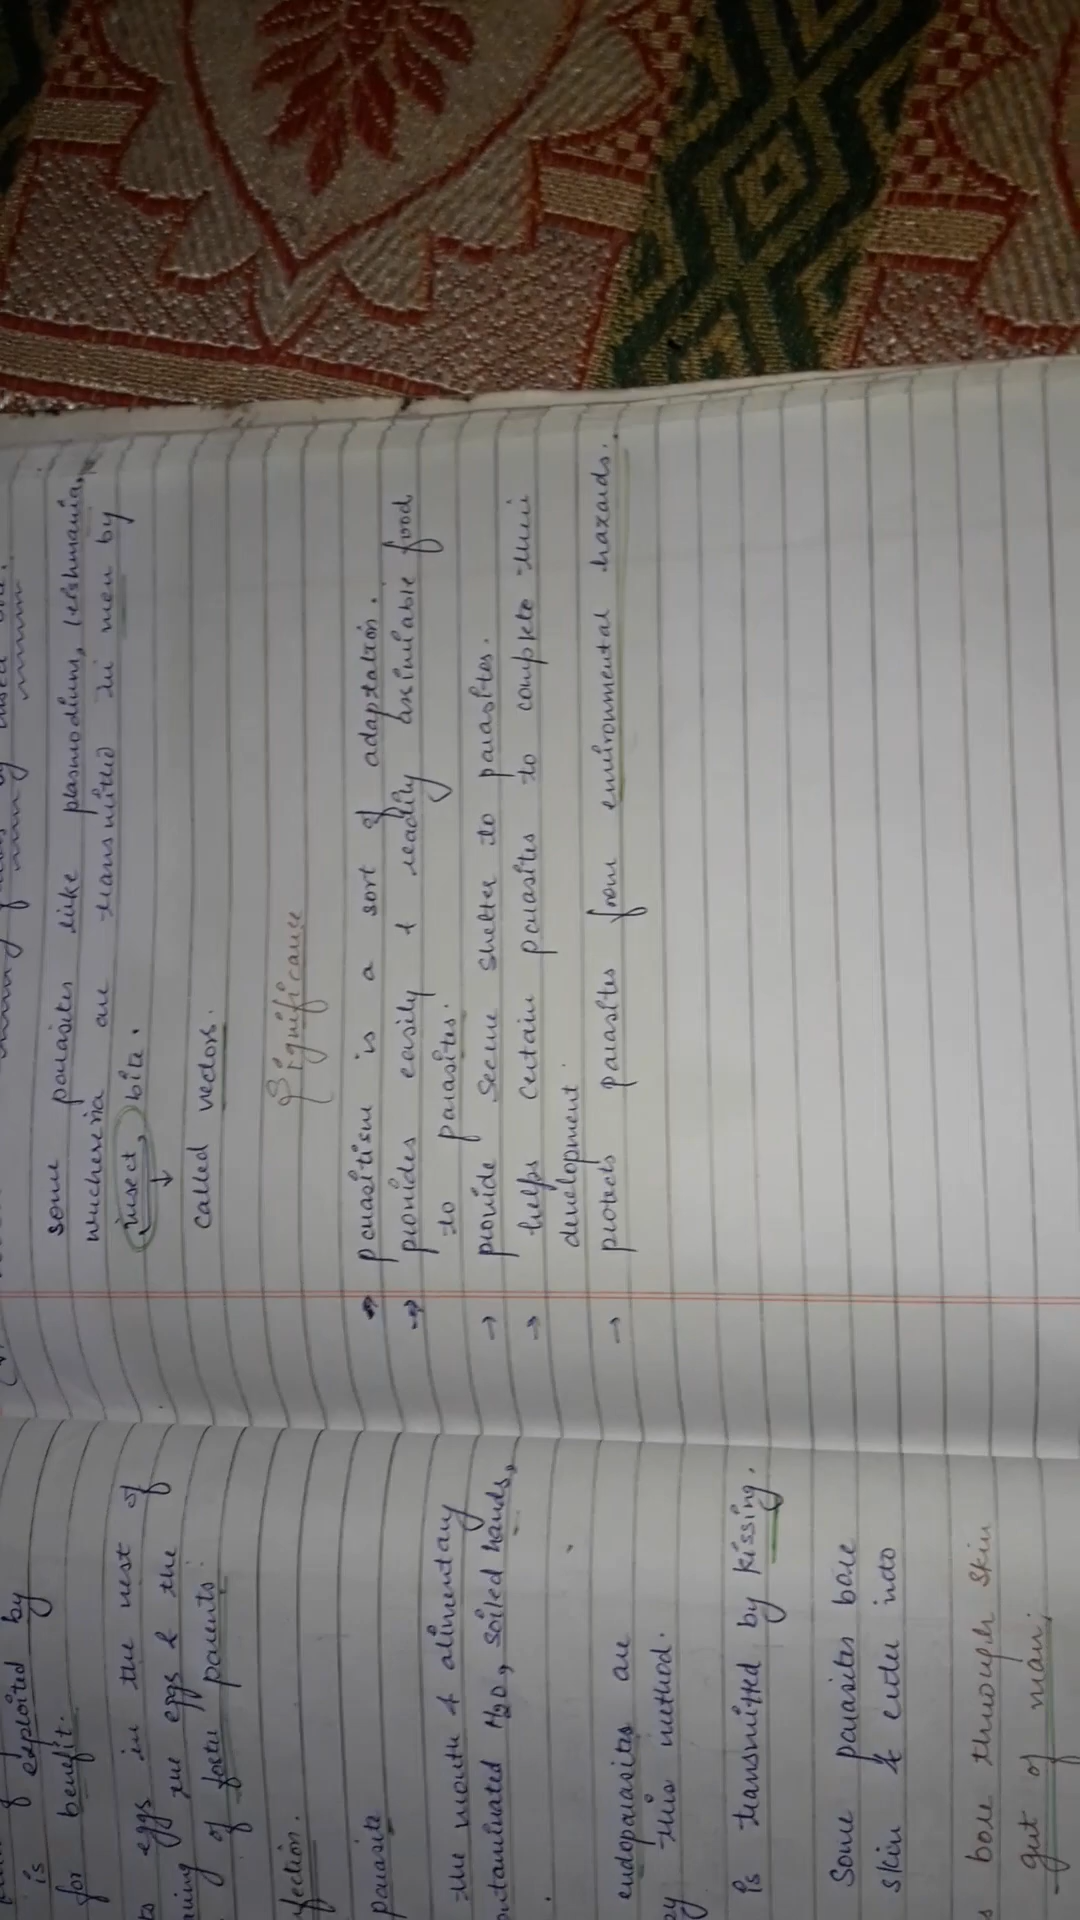 is exploited by
for benefit.
eggs in the nest of
the eggs & the
of foster parents.
parasite
the mouth & alimentary
H2O, soiled hands,
endoparasites are
this method.
is transmitted by kissing.
Some parasites bore
skin & enter into
bore through skin
gut of man,
some parasites like plasmodium, leishmania,
wuchereria are transmitted in men by
insect bite.
called vectors.
Significance
→ parasitism is a sort of adaptation.
→ provides easily & readily assimilable food
to parasites.
→ provide secure shelter to parasites.
→ helps certain parasites to complete their
development.
→ protects parasites from environmental hazards.